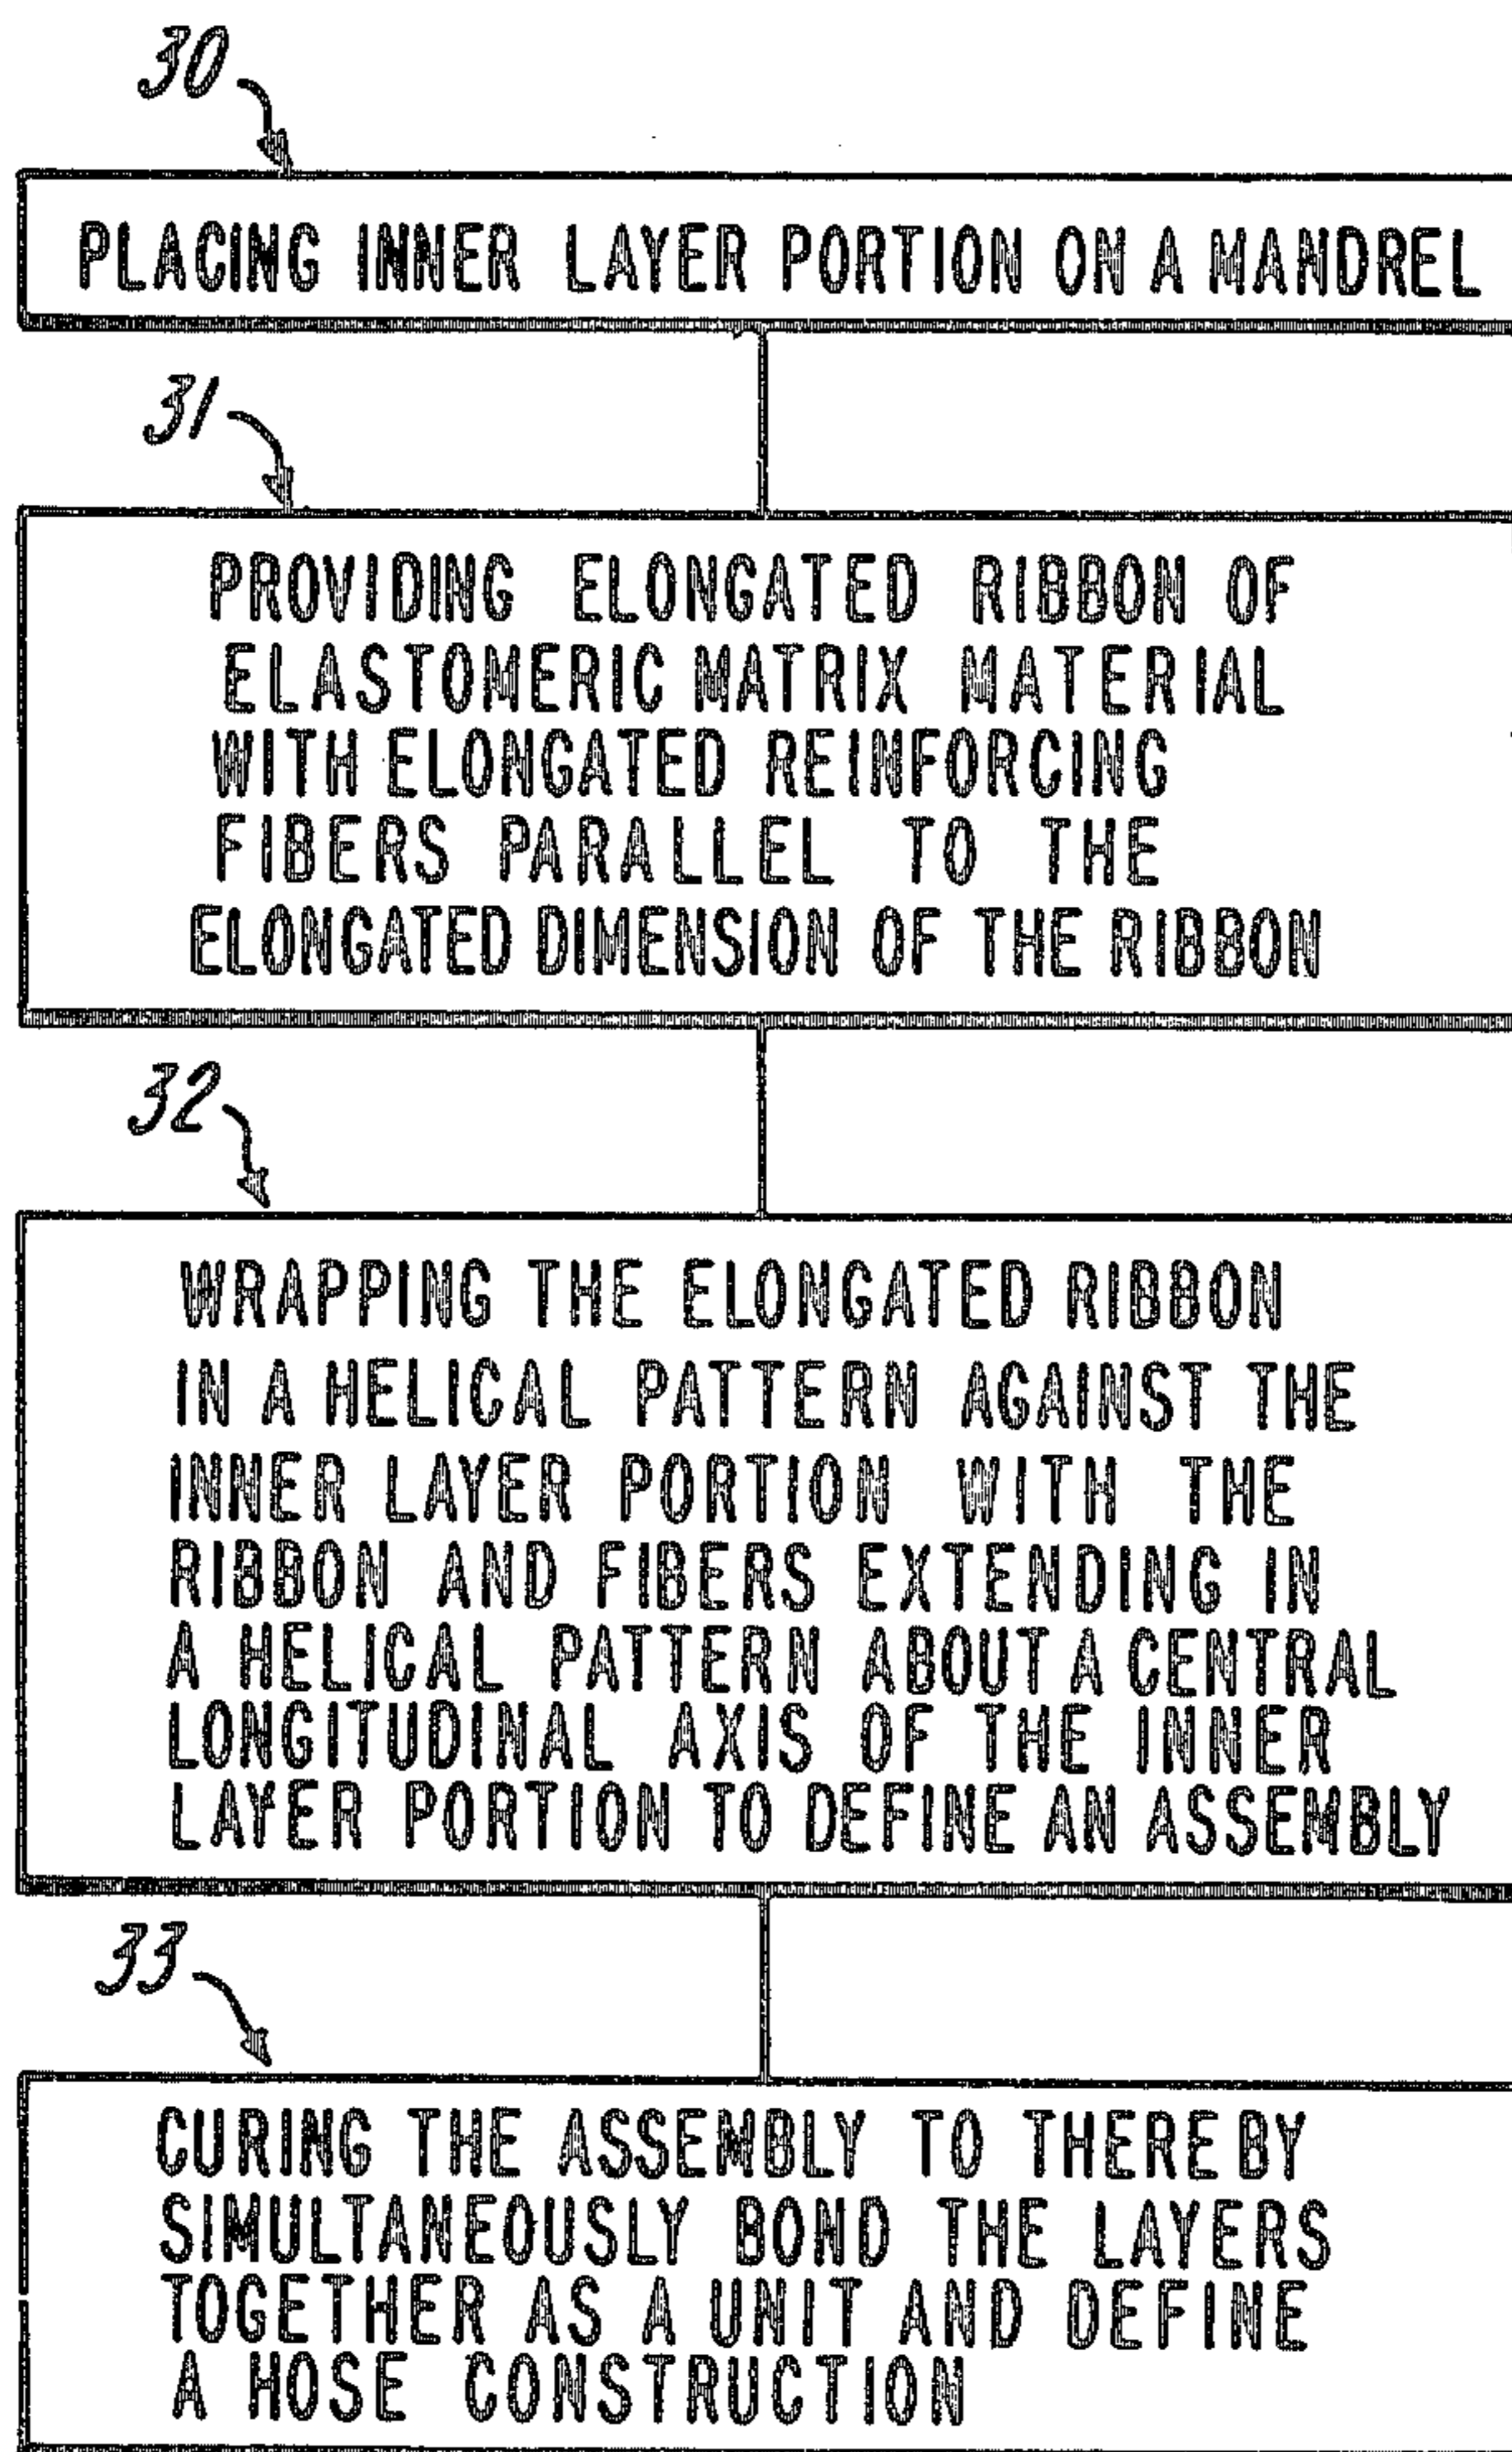 30
PLACING INNER LAYER PORTION ON A MANDREL
31
PROVIDING ELONGATED RIBBON OF
ELASTOMERIC MATRIX MATERIAL
WITH ELONGATED REINFORCING
FIBERS PARALLEL TO THE
ELONGATED DIMENSION OF THE RIBBON
32
WRAPPING THE ELONGATED RIBBON
IN A HELICAL PATTERN AGAINST THE
INNER LAYER PORTION WITH THE
RIBBON AND FIBERS EXTENDING IN
A HELICAL PATTERN ABOUT A CENTRAL
LONGITUDINAL AXIS OF THE INNER
LAYER PORTION TO DEFINE AN ASSEMBLY
33
CURING THE ASSEMBLY TO THEREBY
SIMULTANEOUSLY BOND THE LAYERS
TOGETHER AS A UNIT AND DEFINE
A HOSE CONSTRUCTION